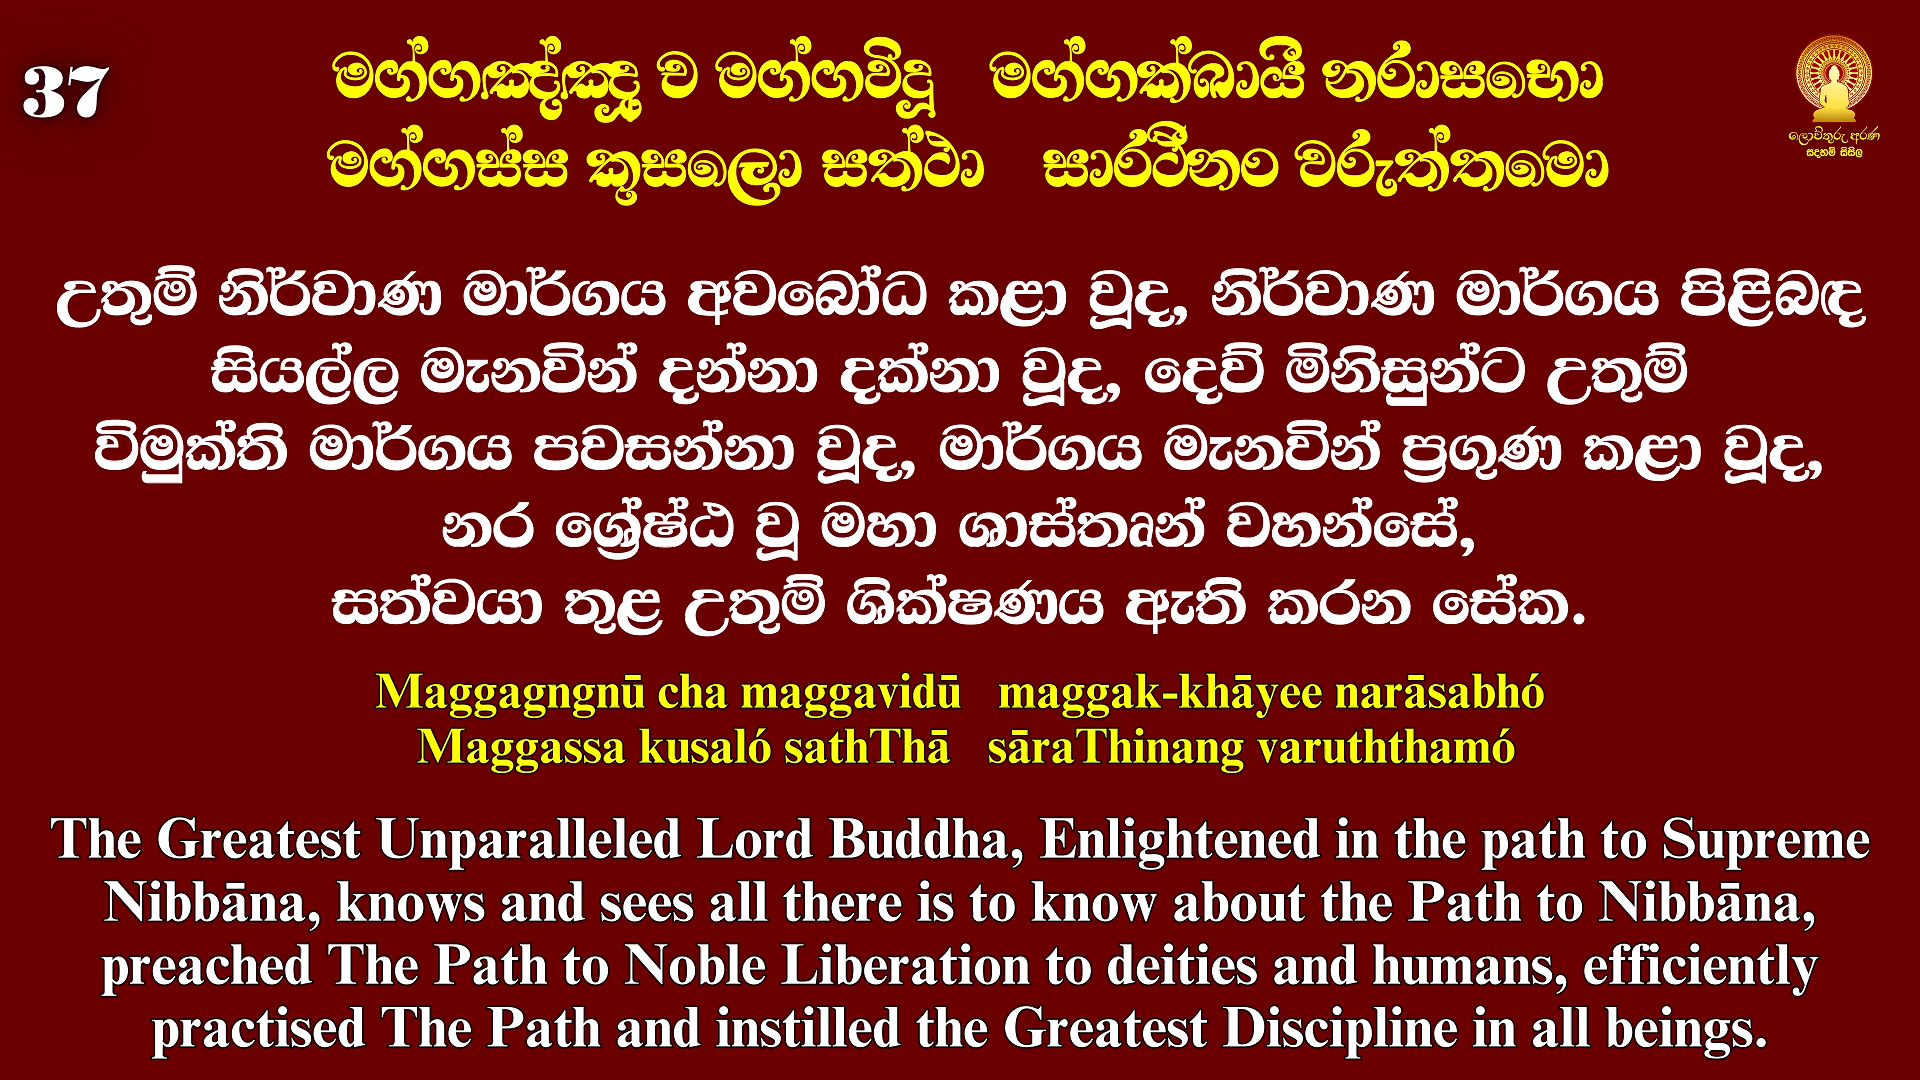 37
මග්ගඤ්ඤූ ච මග්ගවිදූ මග්ගක්ඛායී නරාසභො
මග්ගස්ස කුසලො සත්ථා සාරථීනං වරුත්තමො
ලොවිතුරු අරණ
සදහම් සිසිල
උතුම් නිර්වාණ මාර්ගය අවබෝධ කළා වූද, නිර්වාණ මාර්ගය පිළිබඳ
සියල්ල මැනවින් දන්නා දක්නා වූද, දෙව් මිනිසුන්ට උතුම්
විමුක්ති මාර්ගය පවසන්නා වූද, මාර්ගය මැනවින් ප්‍රගුණ කළා වූද,
නර ශ්‍රේෂ්ඨ වූ මහා ශාස්තෘන් වහන්සේ,
සත්වයා තුළ උතුම් ශික්ෂණය ඇති කරන සේක.
Maggagngnū cha maggavidū maggak-khāyee narāsabhó
Maggassa kusaló sathThā sāraThinang varuththamó
The Greatest Unparalleled Lord Buddha, Enlightened in the path to Supreme
Nibbāna, knows and sees all there is to know about the Path to Nibbāna,
preached The Path to Noble Liberation to deities and humans, efficiently
practised The Path and instilled the Greatest Discipline in all beings.